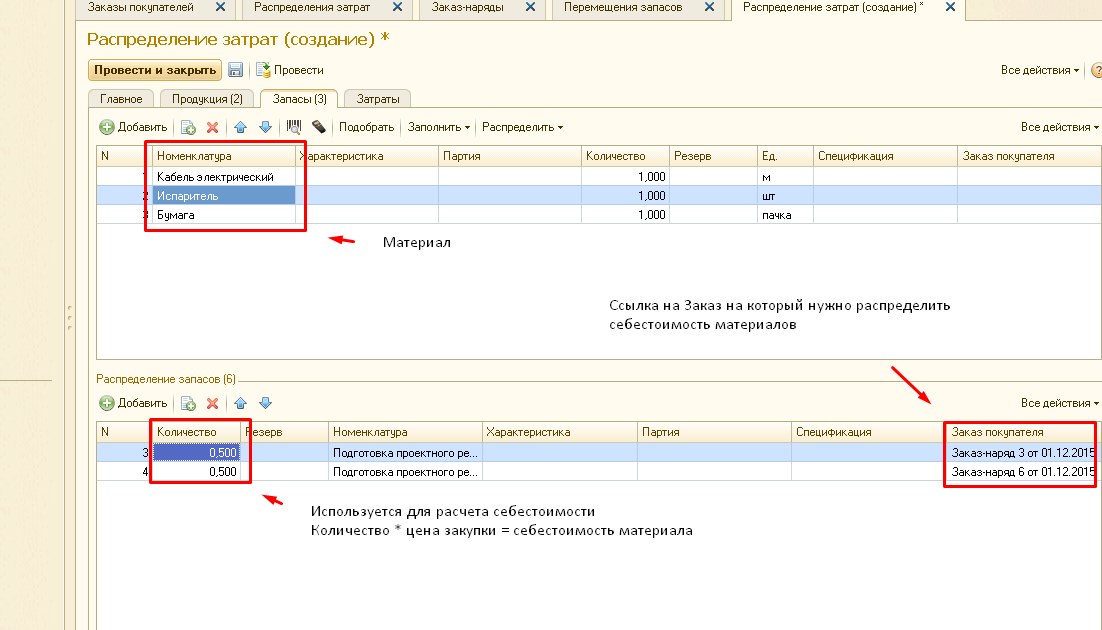 Заказы покупателей Распределения затрат Заказ-наряды Перемещения запасов Распределение затрат (создание) *
Распределение затрат (создание) *
Провести и закрыть Провести Все действия
Главное Продукция (2) Запасы (3) Затраты
Добавить Подобрать Заполнить Распределить Все действия
N Номенклатура Характеристика Партия Количество Резерв Ед. Спецификация Заказ покупателя
1 Кабель электрический 1,000 м
2 Испаритель 1,000 шт
3 Бумага 1,000 пачка
Материал
Ссылка на Заказ на который нужно распределить
себестоимость материалов
Распределение запасов (6)
Добавить Все действия
N Количество Резерв Номенклатура Характеристика Партия Спецификация Заказ покупателя
3 0,500 Подготовка проектного ре... Заказ-наряд 3 от 01.12.2015
4 0,500 Подготовка проектного ре... Заказ-наряд 6 от 01.12.2015
Используется для расчета себестоимости
Количество * цена закупки = себестоимость материала